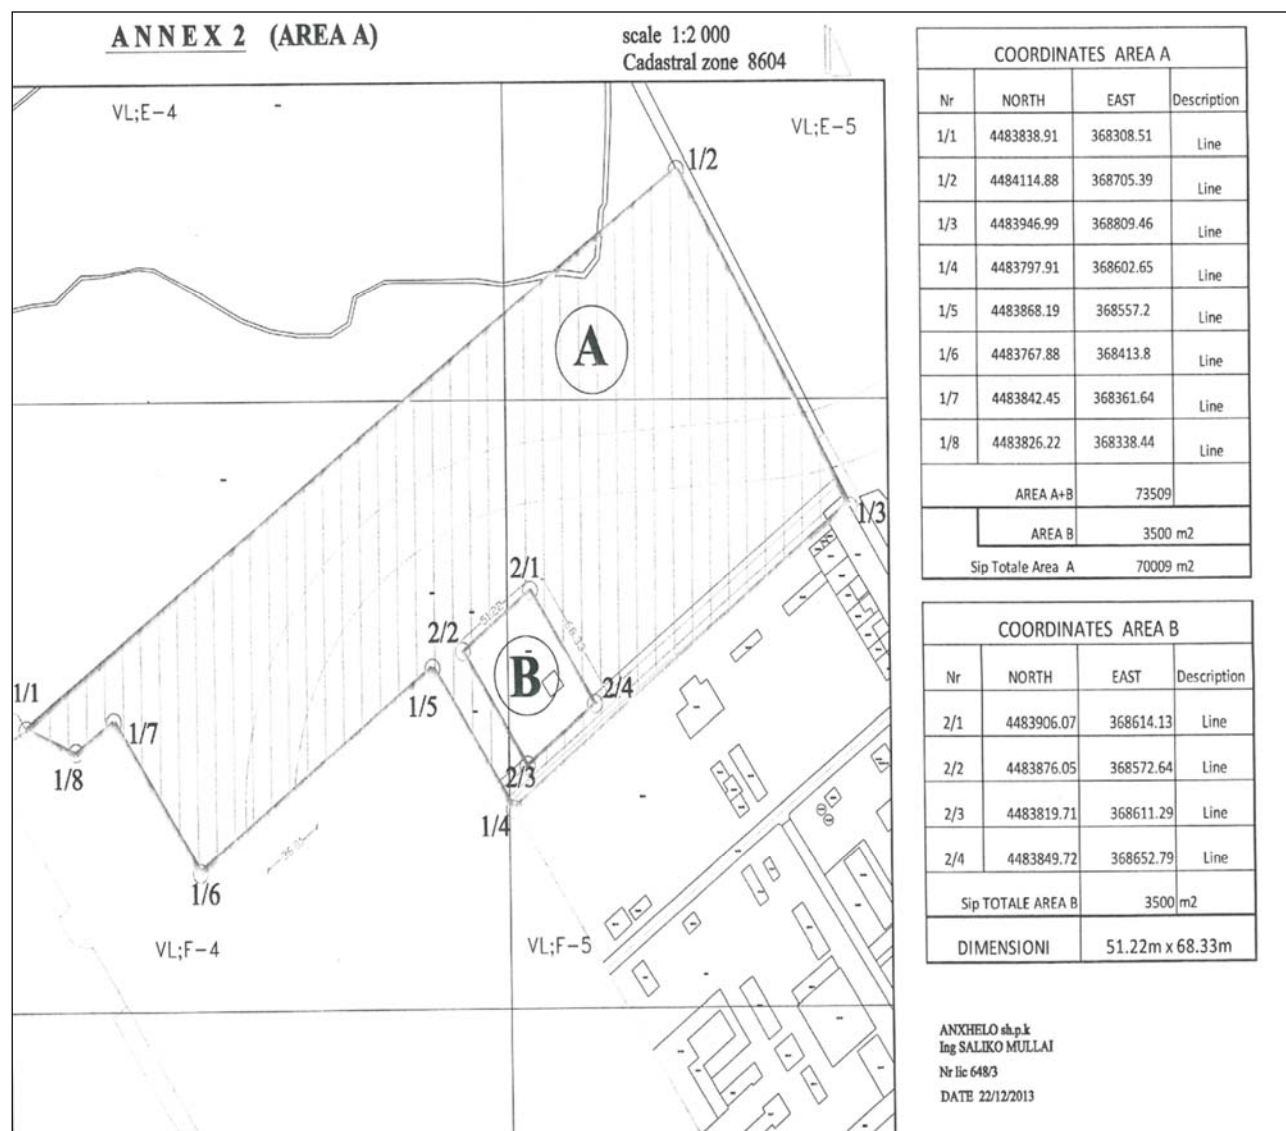 ANNEX 2 (AREA A)
scale 1:2 000
Cadastral zone 8604
VL;E-4
VL;E-5
1/2
A
1/3
2/1
51.22
68.33
2/2
B
2/4
1/5
1/1
1/7
1/8
2/3
1/4
1/6
VL;F-4
VL;F-5
COORDINATES AREA A
Nr NORTH EAST Description
1/1 4483838.91 368308.51 Line
1/2 4484114.88 368705.39 Line
1/3 4483946.99 368809.46 Line
1/4 4483797.91 368602.65 Line
1/5 4483868.19 368557.2 Line
1/6 4483767.88 368413.8 Line
1/7 4483842.45 368361.64 Line
1/8 4483826.22 368338.44 Line
AREA A+B 73509
AREA B 3500 m2
Sip Totale Area A 70009 m2
COORDINATES AREA B
Nr NORTH EAST Description
2/1 4483906.07 368614.13 Line
2/2 4483876.05 368572.64 Line
2/3 4483819.71 368611.29 Line
2/4 4483849.72 368652.79 Line
Sip TOTALE AREA B 3500 m2
DIMENSIONI 51.22m x 68.33m
ANXHELO sh.p.k
Ing SALIKO MULLAI
Nr lic 648/3
DATE 22/12/2013